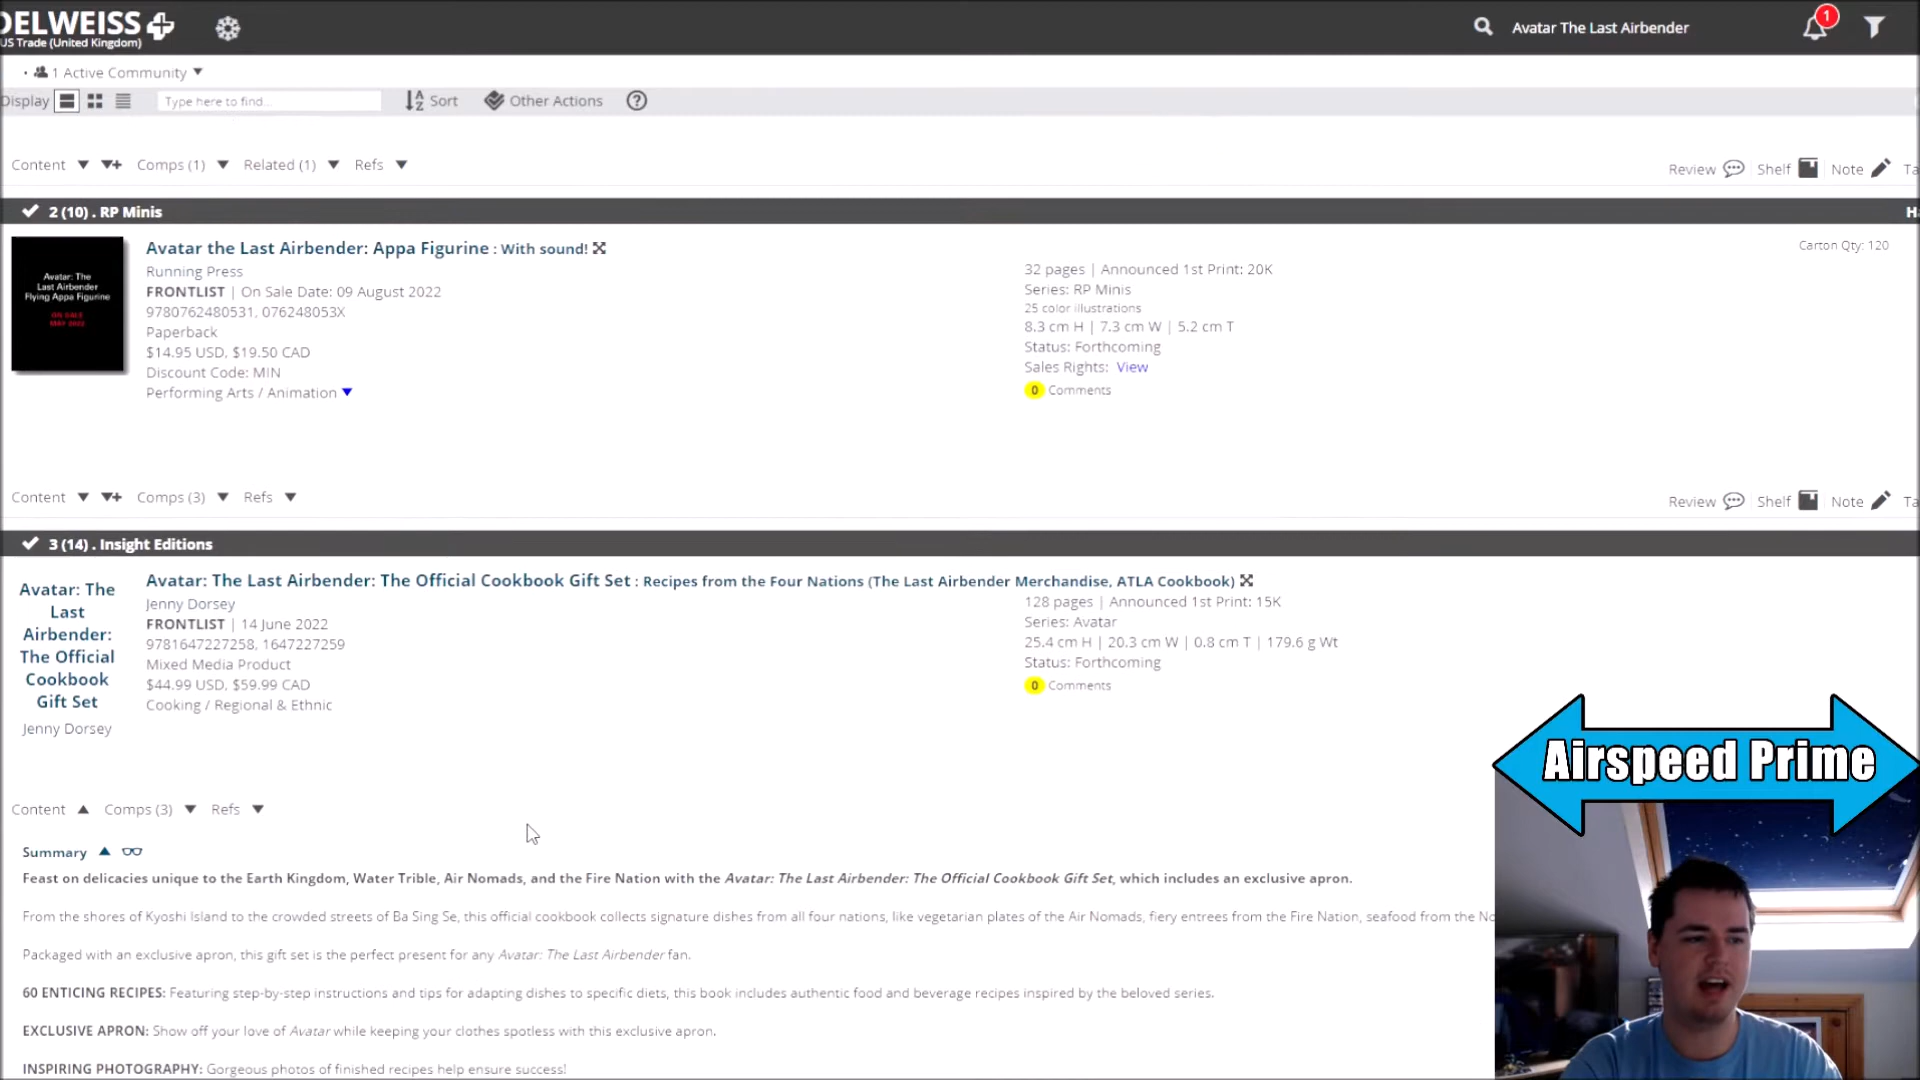 DELWEISS
US Trade (United Kingdom)
Avatar The Last Airbender
1
1 Active Community
Display
Type here to find...
Sort
Other Actions
Content Comps (1) Related (1) Refs
Review Shelf Note Ta
2 (10) . RP Minis
Avatar: The
Last Airbender
Flying Appa Figurine
ON SALE
MAY 2022
Avatar the Last Airbender: Appa Figurine : With sound!
Running Press
FRONTLIST | On Sale Date: 09 August 2022
9780762480531, 076248053X
Paperback
$14.95 USD, $19.50 CAD
Discount Code: MIN
Performing Arts / Animation
32 pages | Announced 1st Print: 20K
Series: RP Minis
25 color illustrations
8.3 cm H | 7.3 cm W | 5.2 cm T
Status: Forthcoming
Sales Rights: View
0 Comments
Carton Qty: 120
Content Comps (3) Refs
Review Shelf Note Ta
3 (14) . Insight Editions
Avatar: The
Last
Airbender:
The Official
Cookbook
Gift Set
Jenny Dorsey
Avatar: The Last Airbender: The Official Cookbook Gift Set : Recipes from the Four Nations (The Last Airbender Merchandise, ATLA Cookbook)
Jenny Dorsey
FRONTLIST | 14 June 2022
9781647227258, 1647227259
Mixed Media Product
$44.99 USD, $59.99 CAD
Cooking / Regional & Ethnic
128 pages | Announced 1st Print: 15K
Series: Avatar
25.4 cm H | 20.3 cm W | 0.8 cm T | 179.6 g Wt
Status: Forthcoming
0 Comments
Airspeed Prime
Content Comps (3) Refs
Summary
Feast on delicacies unique to the Earth Kingdom, Water Trible, Air Nomads, and the Fire Nation with the Avatar: The Last Airbender: The Official Cookbook Gift Set, which includes an exclusive apron.
From the shores of Kyoshi Island to the crowded streets of Ba Sing Se, this official cookbook collects signature dishes from all four nations, like vegetarian plates of the Air Nomads, fiery entrees from the Fire Nation, seafood from the No
Packaged with an exclusive apron, this gift set is the perfect present for any Avatar: The Last Airbender fan.
60 ENTICING RECIPES: Featuring step-by-step instructions and tips for adapting dishes to specific diets, this book includes authentic food and beverage recipes inspired by the beloved series.
EXCLUSIVE APRON: Show off your love of Avatar while keeping your clothes spotless with this exclusive apron.
INSPIRING PHOTOGRAPHY: Gorgeous photos of finished recipes help ensure success!